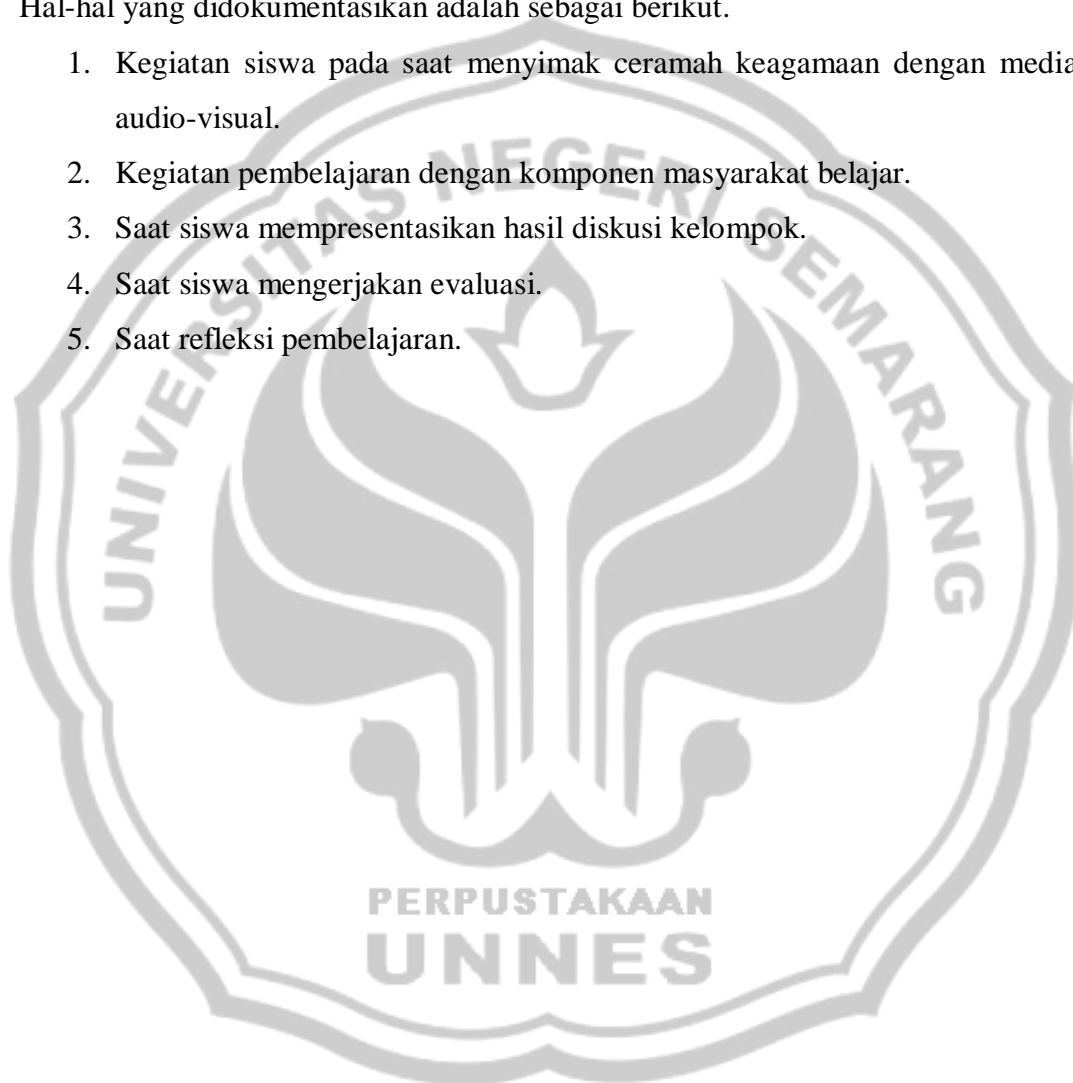 Hal-hal yang didokumentasikan adalah sebagai berikut.
1. Kegiatan siswa pada saat menyimak ceramah keagamaan dengan media
audio-visual.
2. Kegiatan pembelajaran dengan komponen masyarakat belajar.
3. Saat siswa mempresentasikan hasil diskusi kelompok.
4. Saat siswa mengerjakan evaluasi.
5. Saat refleksi pembelajaran.
UNIVERSITAS NEGERI SEMARANG
PERPUSTAKAAN
UNNES